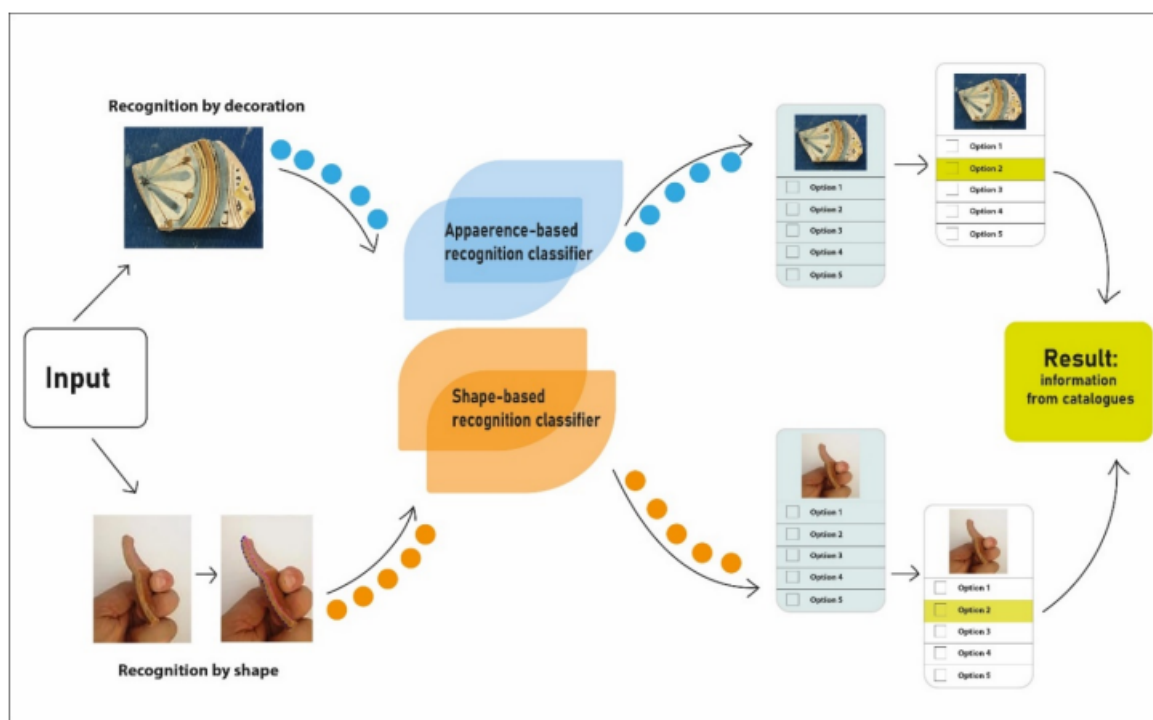 Recognition by decoration
Input
Recognition by shape
Appaerence-based
recognition classifier
Shape-based
recognition classifier
Option 1
Option 2
Option 3
Option 4
Option 5
Option 1
Option 2
Option 3
Option 4
Option 5
Option 1
Option 2
Option 3
Option 4
Option 5
Option 1
Option 2
Option 3
Option 4
Option 5
Result:
information
from catalogues